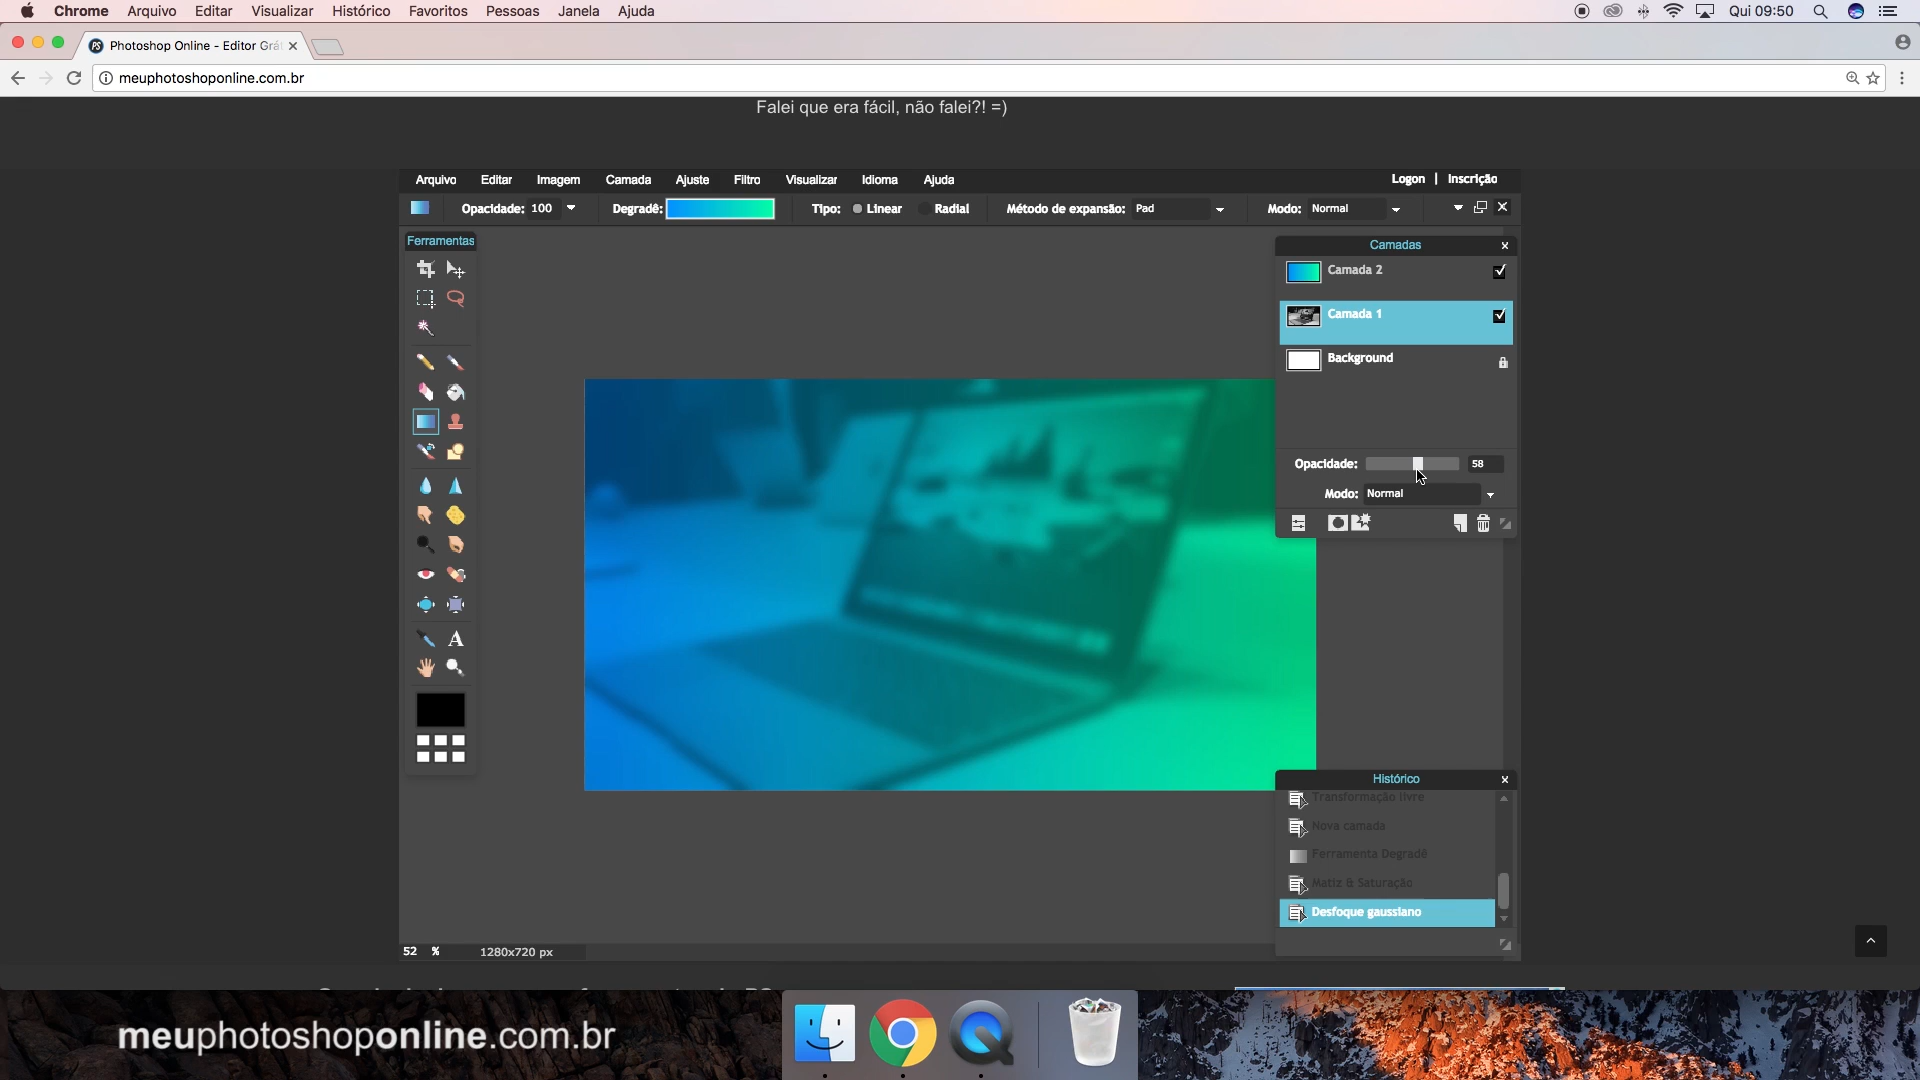 Chrome Arquivo Editar Visualizar Histórico Favoritos Pessoas Janela Ajuda Qui 09:50
Photoshop Online - Editor Grá
meuphotoshoponline.com.br
Falei que era fácil, não falei?! =)
Arquivo Editar Imagem Camada Ajuste Filtro Visualizar Idioma Ajuda Logon | Inscrição
Opacidade: 100 Degradê: Tipo: Linear Radial Método de expansão: Pad Modo: Normal
Ferramentas
Camadas
Camada 2
Camada 1
Background
Opacidade: 58
Modo: Normal
A
Histórico
Transformação livre
Nova camada
Ferramenta Degradê
Matiz & Saturação
Desfoque gaussiano
52 % 1280x720 px
meuphotoshoponline.com.br